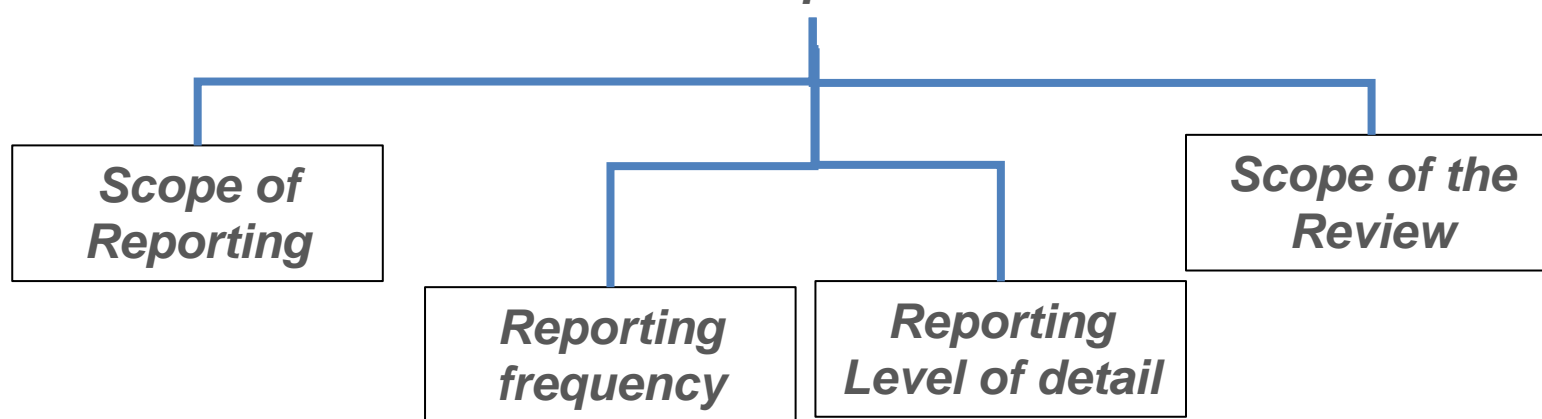 Scope of
Reporting
Scope of the
Review
Reporting
frequency
Reporting
Level of detail